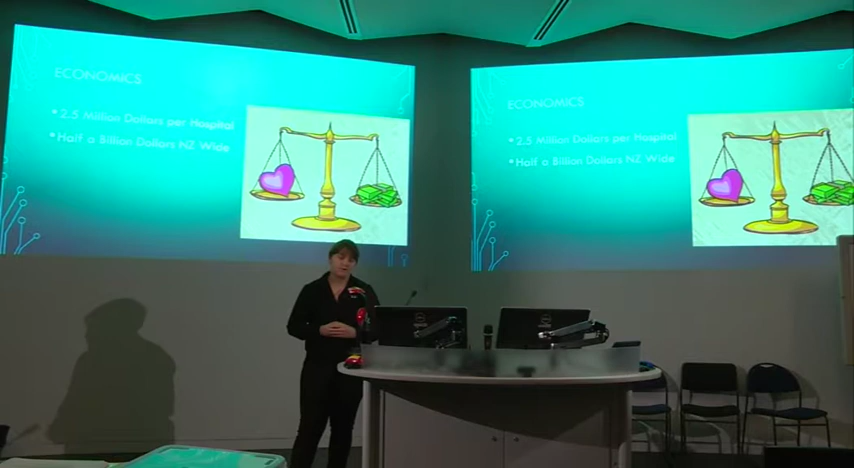 ECONOMICS
2.5 Million Dollars per Hospital
Half a Billion Dollars NZ Wide
ECONOMICS
2.5 Million Dollars per Hospital
Half a Billion Dollars NZ Wide